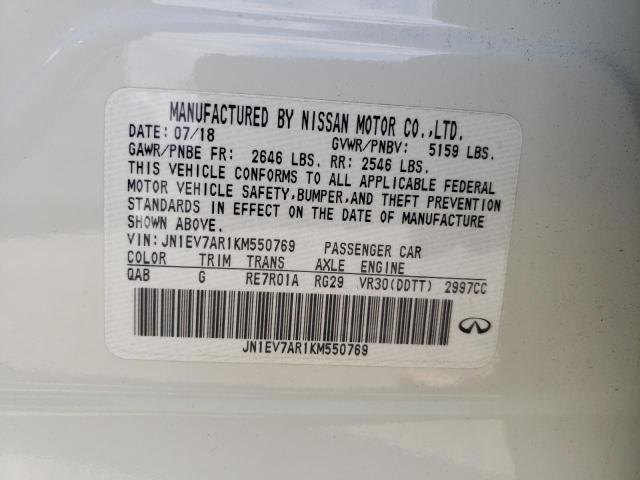 MANUFACTURED BY NISSAN MOTOR CO.,LTD.
DATE: 07/18 GVWR/PNBV: 5159 LBS.
GAWR/PNBE FR: 2646 LBS. RR: 2546 LBS.
THIS VEHICLE CONFORMS TO ALL APPLICABLE FEDERAL
MOTOR VEHICLE SAFETY,BUMPER,AND THEFT PREVENTION
STANDARDS IN EFFECT ON THE DATE OF MANUFACTURE
SHOWN ABOVE.
VIN: JN1EV7AR1KM550769 PASSENGER CAR
COLOR TRIM TRANS AXLE ENGINE
QAB G RE7R01A RG29 VR30(DDTT) 2997CC
JN1EV7AR1KM550769